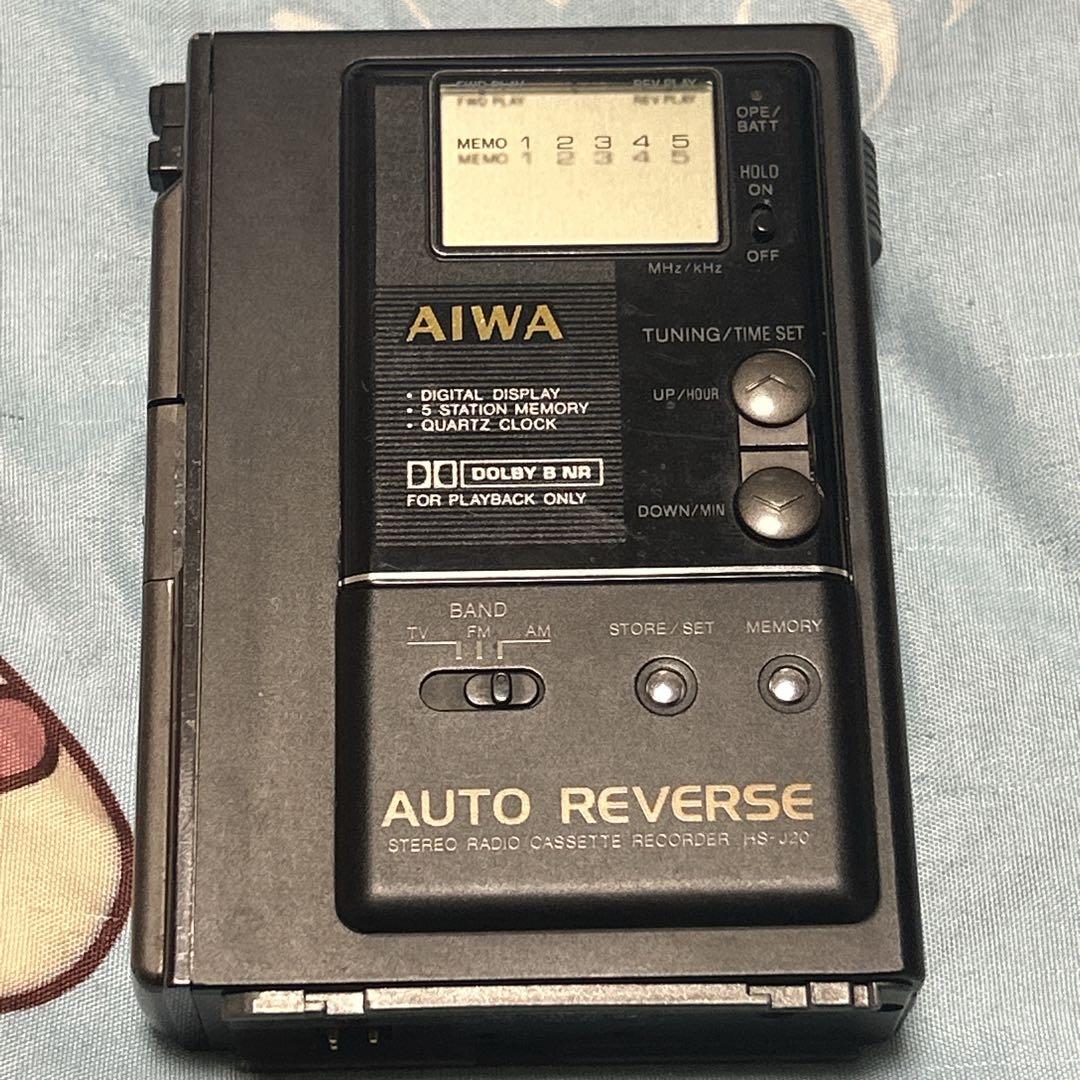 FWD PLAY REV PLAY
MEMO 1 2 3 4 5
OPE/
BATT
HOLD
ON
OFF
MHz/kHz
AIWA
TUNING/TIME SET
• DIGITAL DISPLAY
• 5 STATION MEMORY
• QUARTZ CLOCK
UP/HOUR
DOLBY B NR
FOR PLAYBACK ONLY
DOWN/MIN
BAND
TV FM AM
STORE/SET MEMORY
AUTO REVERSE
STEREO RADIO CASSETTE RECORDER HS-J20